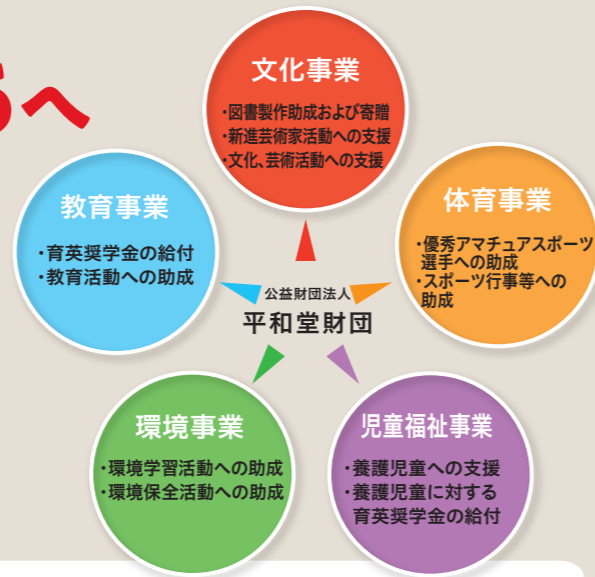 へ
文化事業
・図書製作助成および寄贈
・新進芸術家活動への支援
・文化、芸術活動への支援
教育事業
・育英奨学金の給付
・教育活動への助成
体育事業
・優秀アマチュアスポーツ
選手への助成
・スポーツ行事等への
助成
公益財団法人
平和堂財団
環境事業
・環境学習活動への助成
・環境保全活動への助成
児童福祉事業
・養護児童への支援
・養護児童に対する
育英奨学金の給付